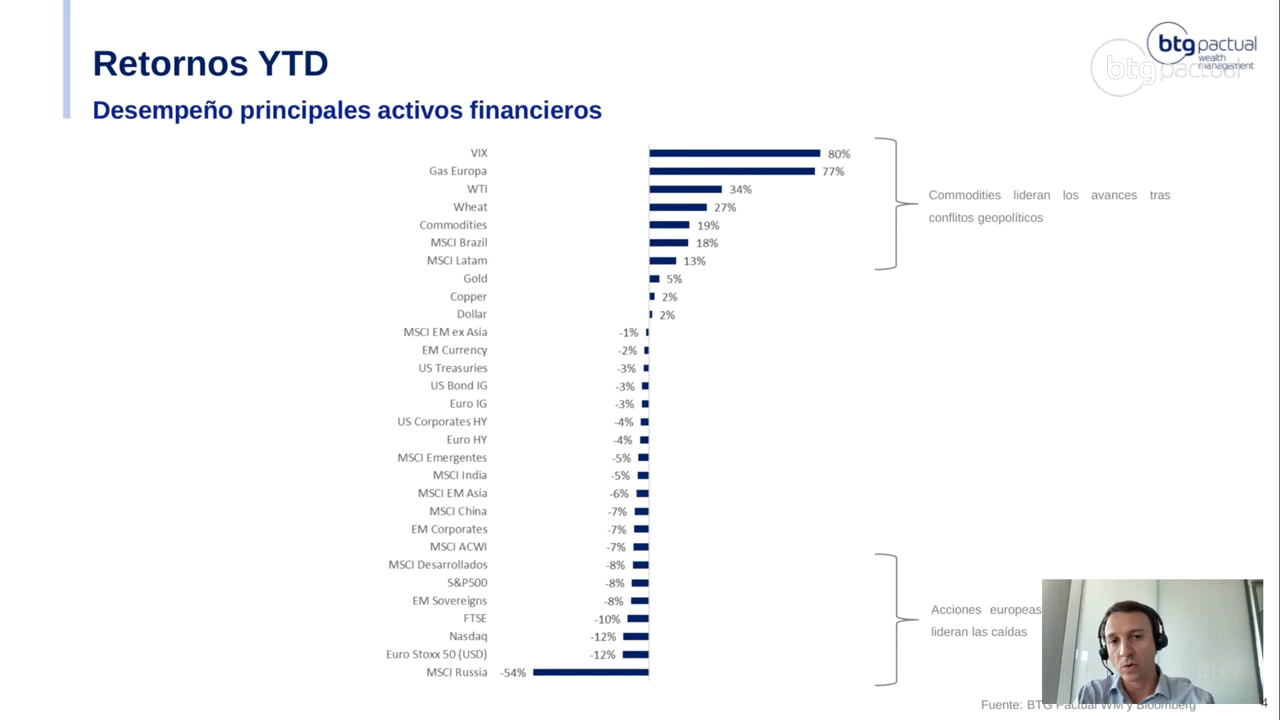 Retornos YTD
Desempeño principales activos financieros
btg pactual
wealth
management
btg pactual
VIX 80%
Gas Europa 77%
WTI 34%
Wheat 27%
Commodities 19%
MSCI Brazil 18%
MSCI Latam 13%
Gold 5%
Copper 2%
Dollar 2%
MSCI EM ex Asia -1%
EM Currency -2%
US Treasuries -3%
US Bond IG -3%
Euro IG -3%
US Corporates HY -4%
Euro HY -4%
MSCI Emergentes -5%
MSCI India -5%
MSCI EM Asia -6%
MSCI China -7%
EM Corporates -7%
MSCI ACWI -7%
MSCI Desarrollados -8%
S&P500 -8%
EM Sovereigns -8%
FTSE -10%
Nasdaq -12%
Euro Stoxx 50 (USD) -12%
MSCI Russia -54%
Commodities lideran los avances tras
conflitos geopolíticos
Acciones europeas
lideran las caídas
Fuente: BTG Pactual WM y Bloomberg
4